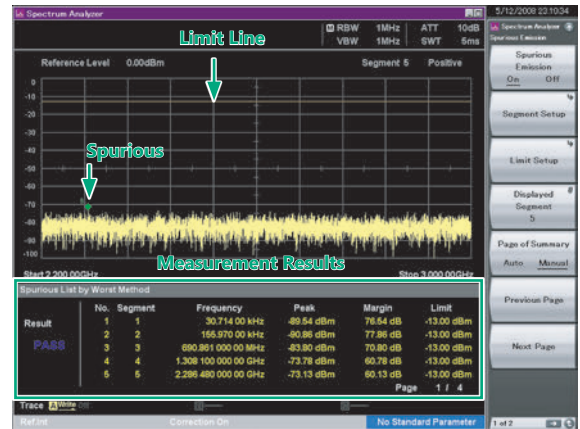 Spectrum Analyzer
5/12/2008 23:10:34
RBW 1MHz ATT 10dB
VBW 1MHz SWT 5ms
Limit Line
Reference Level 0.00dBm Segment 5 Positive
0
-10
-20
-30
-40
-50
-60
-70
-80
-90
-100
Spurious
5
Start 2.200 00GHz Stop 3.000 00GHz
Measurement Results
Spurious List by Worst Method
No. Segment Frequency Peak Margin Limit
Result
PASS
1 1 30.714 00 kHz -89.54 dBm 76.54 dB -13.00 dBm
2 2 155.970 00 kHz -90.86 dBm 77.86 dB -13.00 dBm
3 3 690.961 000 00 MHz -83.80 dBm 70.80 dB -13.00 dBm
4 4 1.308 100 000 00 GHz -73.78 dBm 60.78 dB -13.00 dBm
5 5 2.286 480 000 00 GHz -73.13 dBm 60.13 dB -13.00 dBm
Page 1 / 4
Trace A Write Off
Ref.Int Correction On No Standard Parameter
Spectrum Analyzer
Spurious Emission
Spurious
Emission
On Off
Segment Setup
Limit Setup
Displayed
Segment
5
Page of Summary
Auto Manual
Previous Page
Next Page
1 of 2